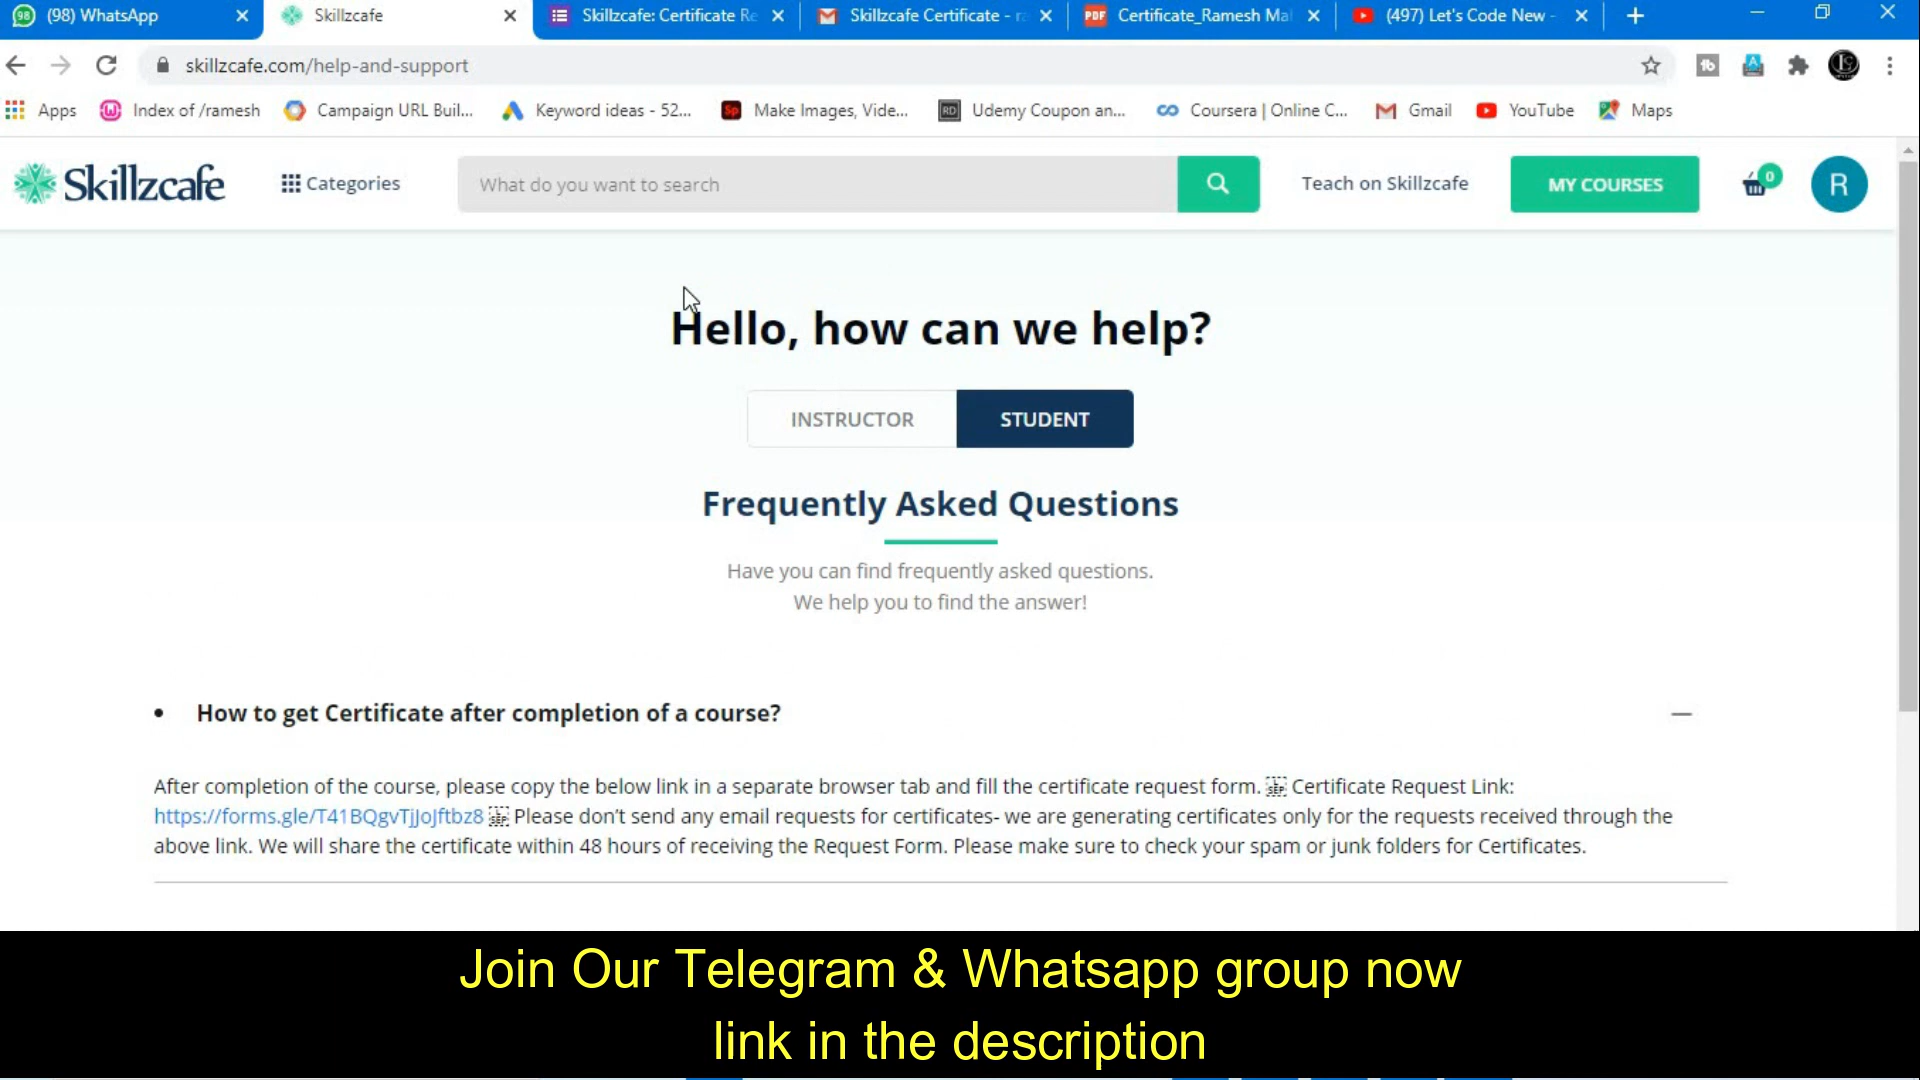 98 (98) WhatsApp
Skillzcafe
Skillzcafe: Certificate Re
Skillzcafe Certificate - r
PDF Certificate_Ramesh Mal
(497) Let's Code New -
skillzcafe.com/help-and-support
Apps
Index of /ramesh
Campaign URL Buil...
Keyword ideas - 52...
Sp Make Images, Vide...
RD Udemy Coupon an...
Coursera | Online C...
Gmail
YouTube
Maps
Skillzcafe
Categories
What do you want to search
Teach on Skillzcafe
MY COURSES
0
R
Hello, how can we help?
INSTRUCTOR
STUDENT
Frequently Asked Questions
Have you can find frequently asked questions.
We help you to find the answer!
• How to get Certificate after completion of a course?
After completion of the course, please copy the below link in a separate browser tab and fill the certificate request form. Certificate Request Link:
https://forms.gle/T41BQgvTjJoJftbz8 Please don't send any email requests for certificates- we are generating certificates only for the requests received through the
above link. We will share the certificate within 48 hours of receiving the Request Form. Please make sure to check your spam or junk folders for Certificates.
Join Our Telegram & Whatsapp group now
link in the description